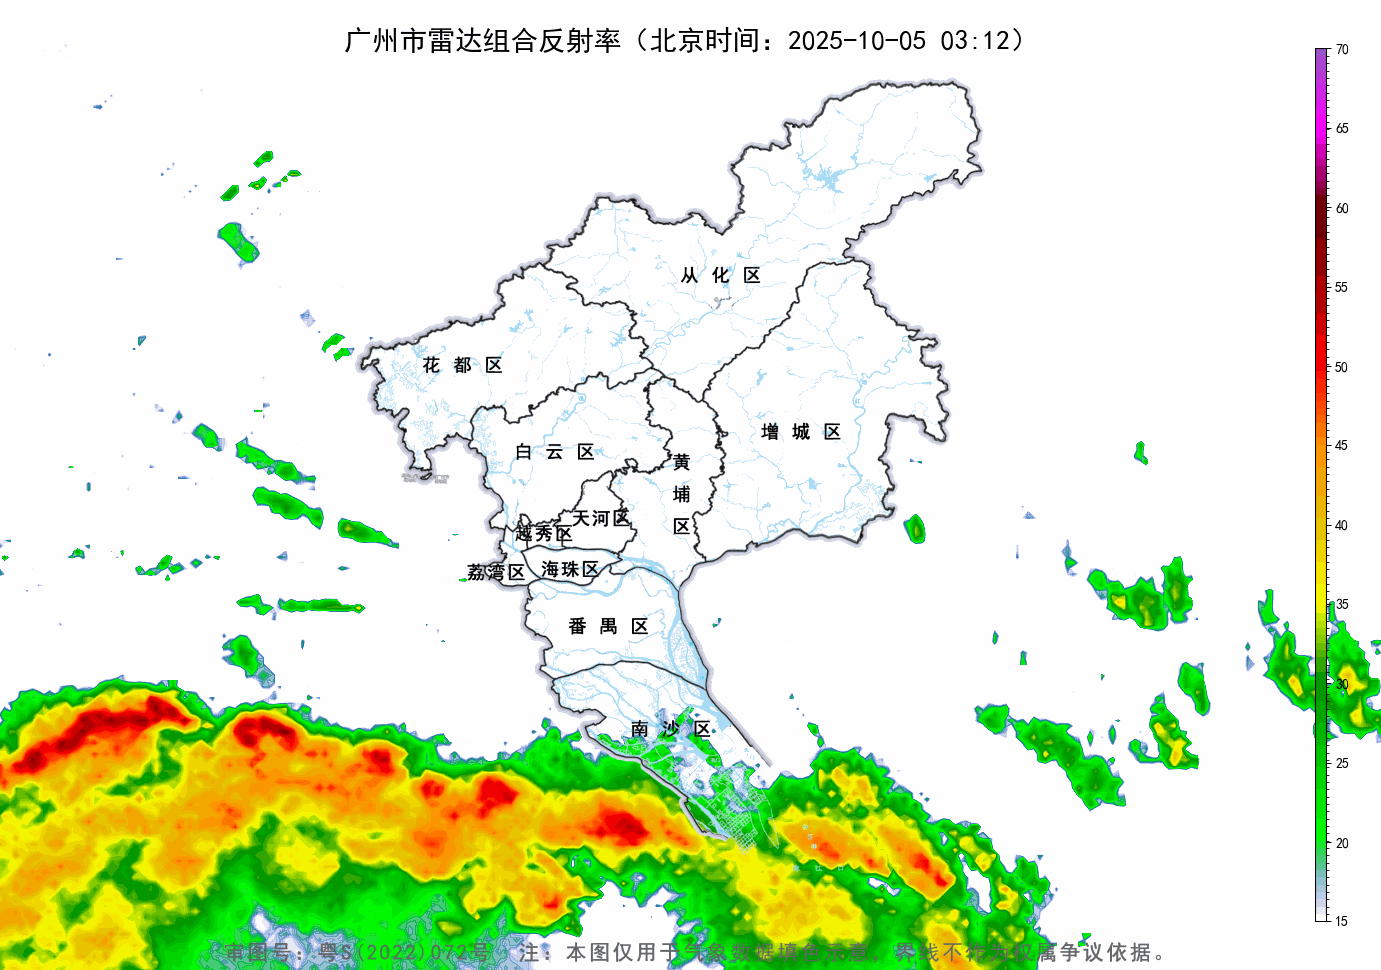 广州市雷达组合反射率（北京时间：2025-10-05 03:12）
70
65
60
55
50
45
40
35
30
25
20
15
从化区
花都区
增城区
白云区
黄埔区
天河区
越秀区
海珠区
荔湾区
番禺区
南沙区
审图号：粤S(2022)072号 注：本图仅用于气象数据填色示意，界线不作为权属争议依据。